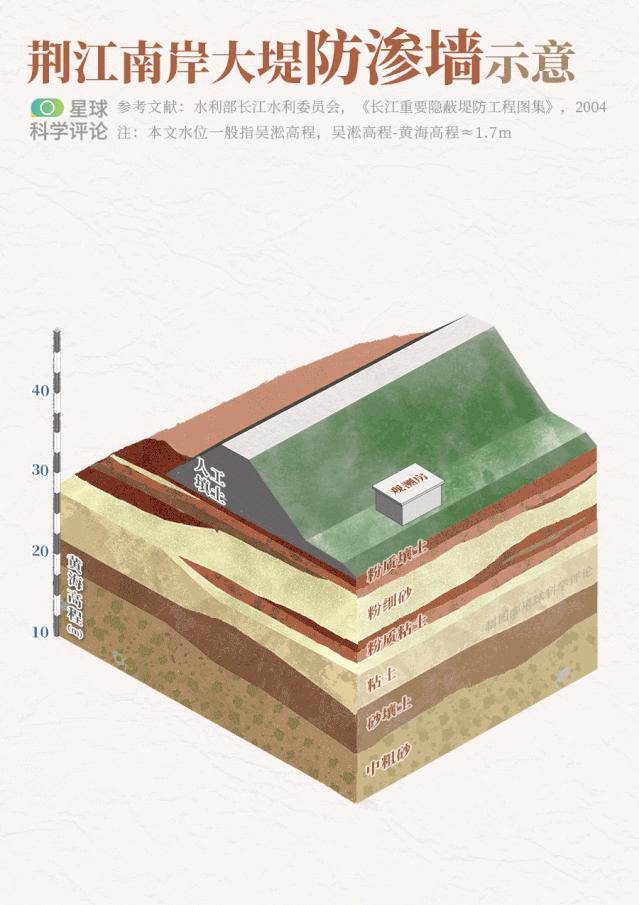 荆江南岸大堤防渗墙示意
星球
科学评论
参考文献：水利部长江水利委员会，《长江重要隐蔽堤防工程图集》，2004
注：本文水位一般指吴淞高程，吴淞高程-黄海高程≈1.7m
40
30
20
10
黄海高程(m)
人工
填土
观测房
粉质填土
粉细砂
粉质粘土
粘土
砂填土
中粗砂
制图@星球科学评论